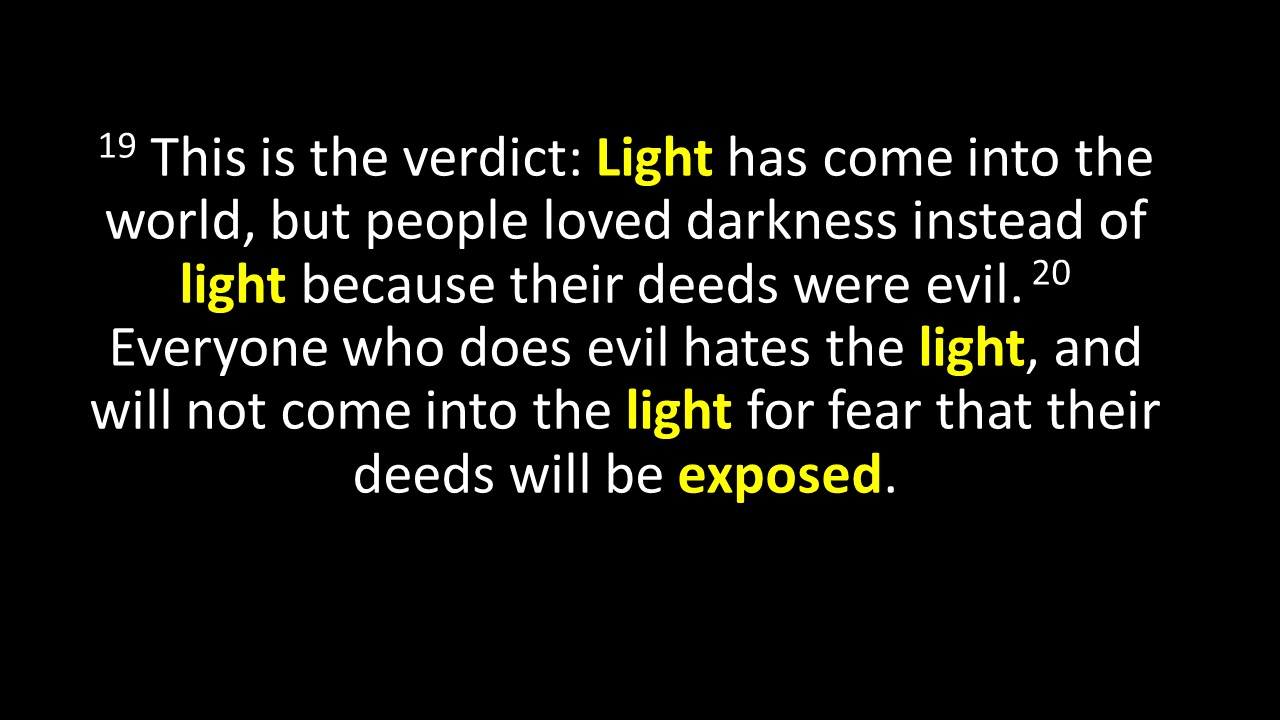 19 This is the verdict: Light has come into the
world, but people loved darkness instead of
light because their deeds were evil. 20
Everyone who does evil hates the light, and
will not come into the light for fear that their
deeds will be exposed.